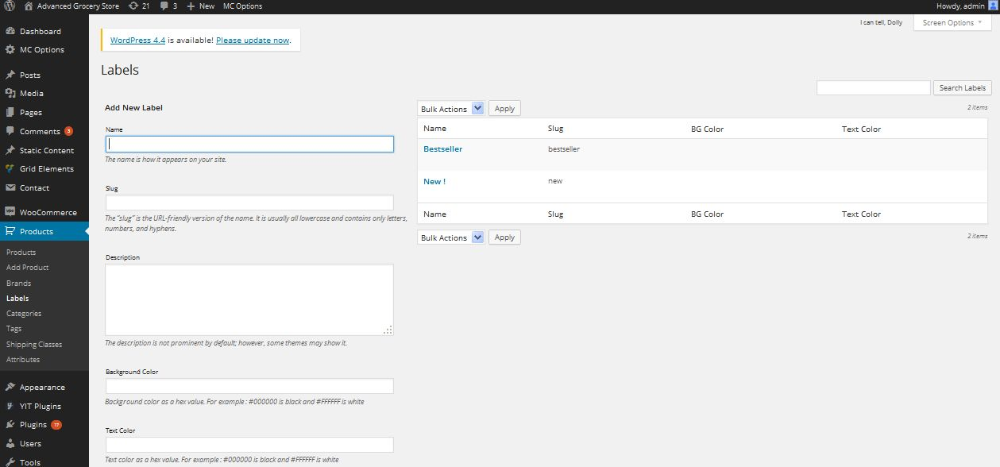 Advanced Grocery Store 21 3 New MC Options Howdy, admin
I can tell, Dolly Screen Options
Dashboard
MC Options
Posts
Media
Pages
Comments 3
Static Content
Grid Elements
Contact
WooCommerce
Products
Products
Add Product
Brands
Labels
Categories
Tags
Shipping Classes
Attributes
Appearance
YIT Plugins
Plugins 17
Users
Tools
WordPress 4.4 is available! Please update now.
Labels
Search Labels
Add New Label
Name
The name is how it appears on your site.
Slug
The "slug" is the URL-friendly version of the name. It is usually all lowercase and contains only letters,
numbers, and hyphens.
Description
The description is not prominent by default; however, some themes may show it.
Background Color
Background color as a hex value. For example : #000000 is black and #FFFFFF is white
Text Color
Text color as a hex value. For example : #000000 is black and #FFFFFF is white
Bulk Actions Apply 2 items
Name Slug BG Color Text Color
Bestseller bestseller
New ! new
Name Slug BG Color Text Color
Bulk Actions Apply 2 items